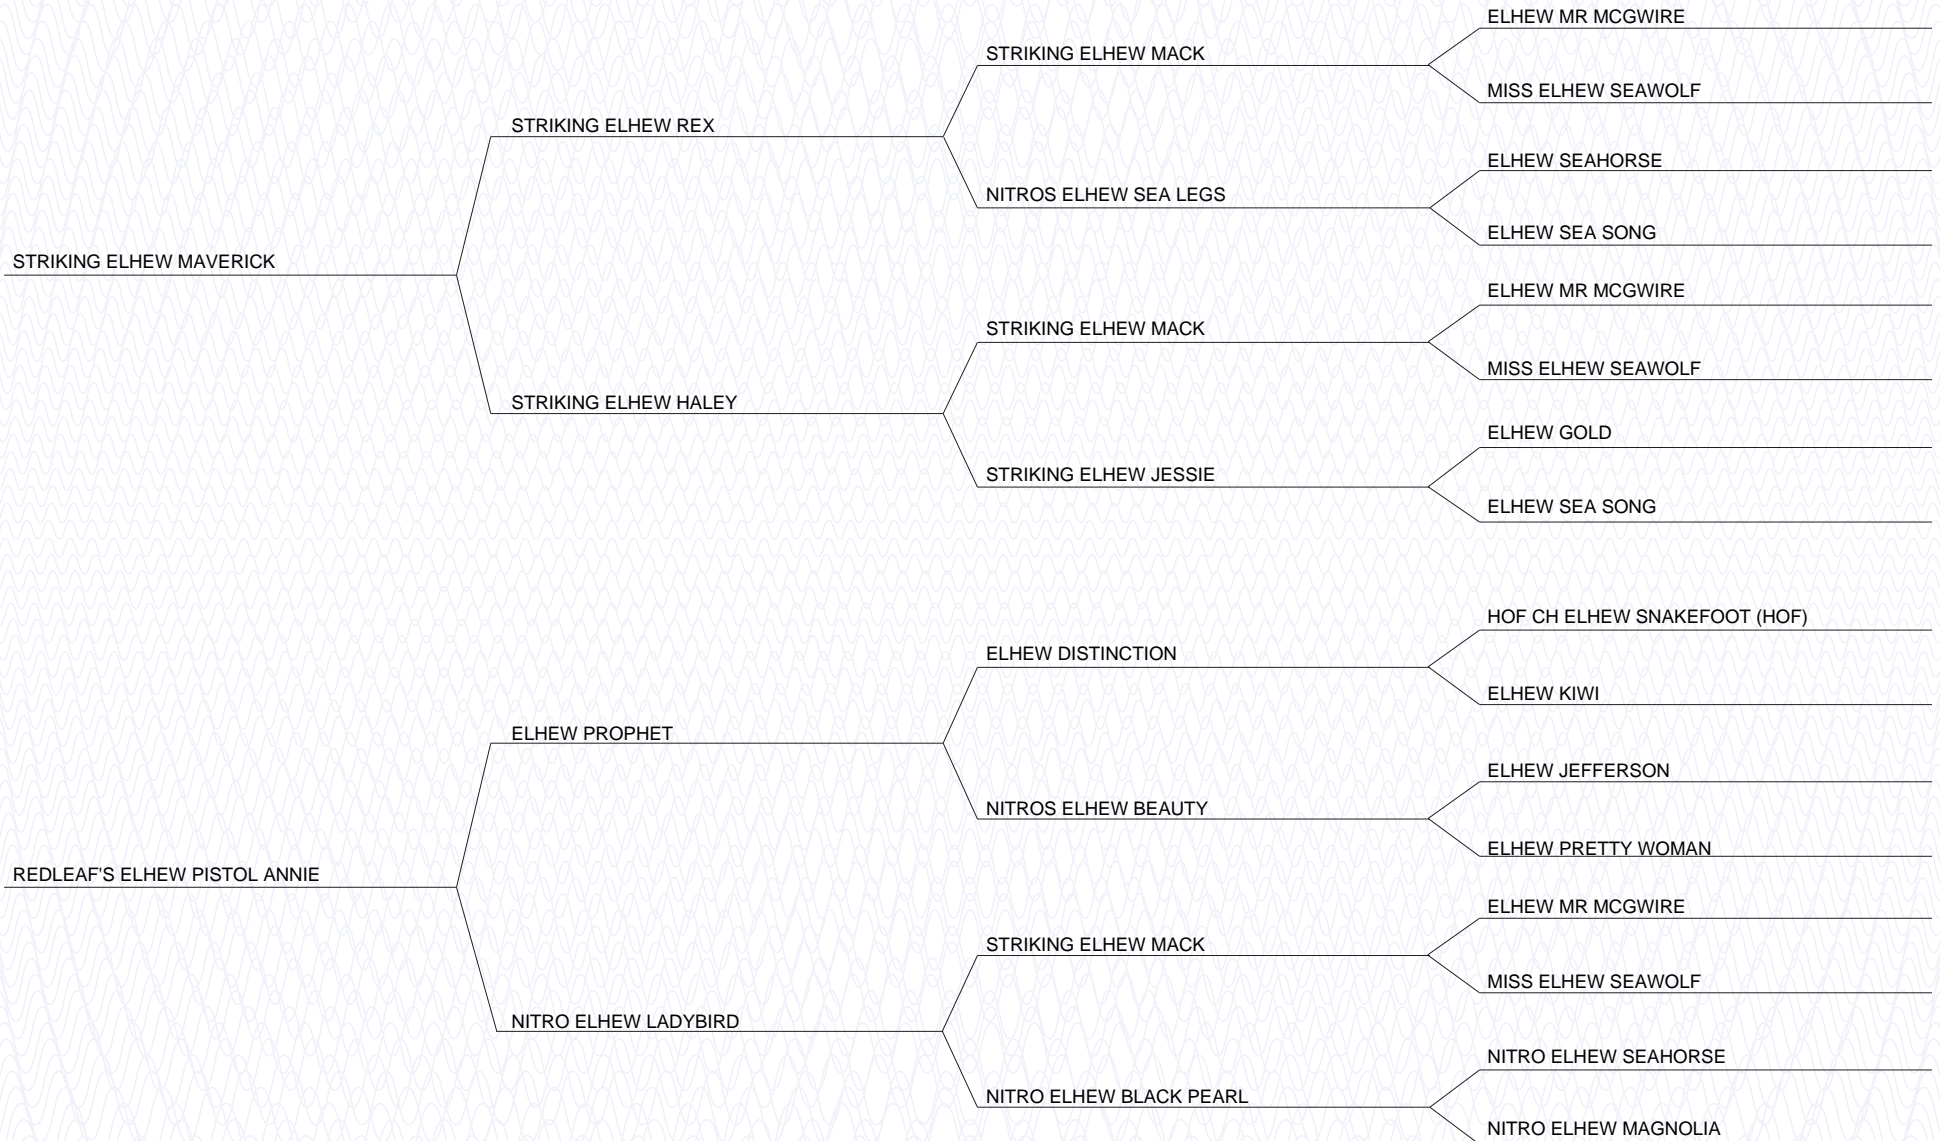 ELHEW MR MCGWIRE
STRIKING ELHEW MACK
MISS ELHEW SEAWOLF
STRIKING ELHEW REX
ELHEW SEAHORSE
NITROS ELHEW SEA LEGS
ELHEW SEA SONG
STRIKING ELHEW MAVERICK
ELHEW MR MCGWIRE
STRIKING ELHEW MACK
MISS ELHEW SEAWOLF
STRIKING ELHEW HALEY
ELHEW GOLD
STRIKING ELHEW JESSIE
ELHEW SEA SONG
HOF CH ELHEW SNAKEFOOT (HOF)
ELHEW DISTINCTION
ELHEW KIWI
ELHEW PROPHET
ELHEW JEFFERSON
NITROS ELHEW BEAUTY
ELHEW PRETTY WOMAN
REDLEAF'S ELHEW PISTOL ANNIE
ELHEW MR MCGWIRE
STRIKING ELHEW MACK
MISS ELHEW SEAWOLF
NITRO ELHEW LADYBIRD
NITRO ELHEW SEAHORSE
NITRO ELHEW BLACK PEARL
NITRO ELHEW MAGNOLIA